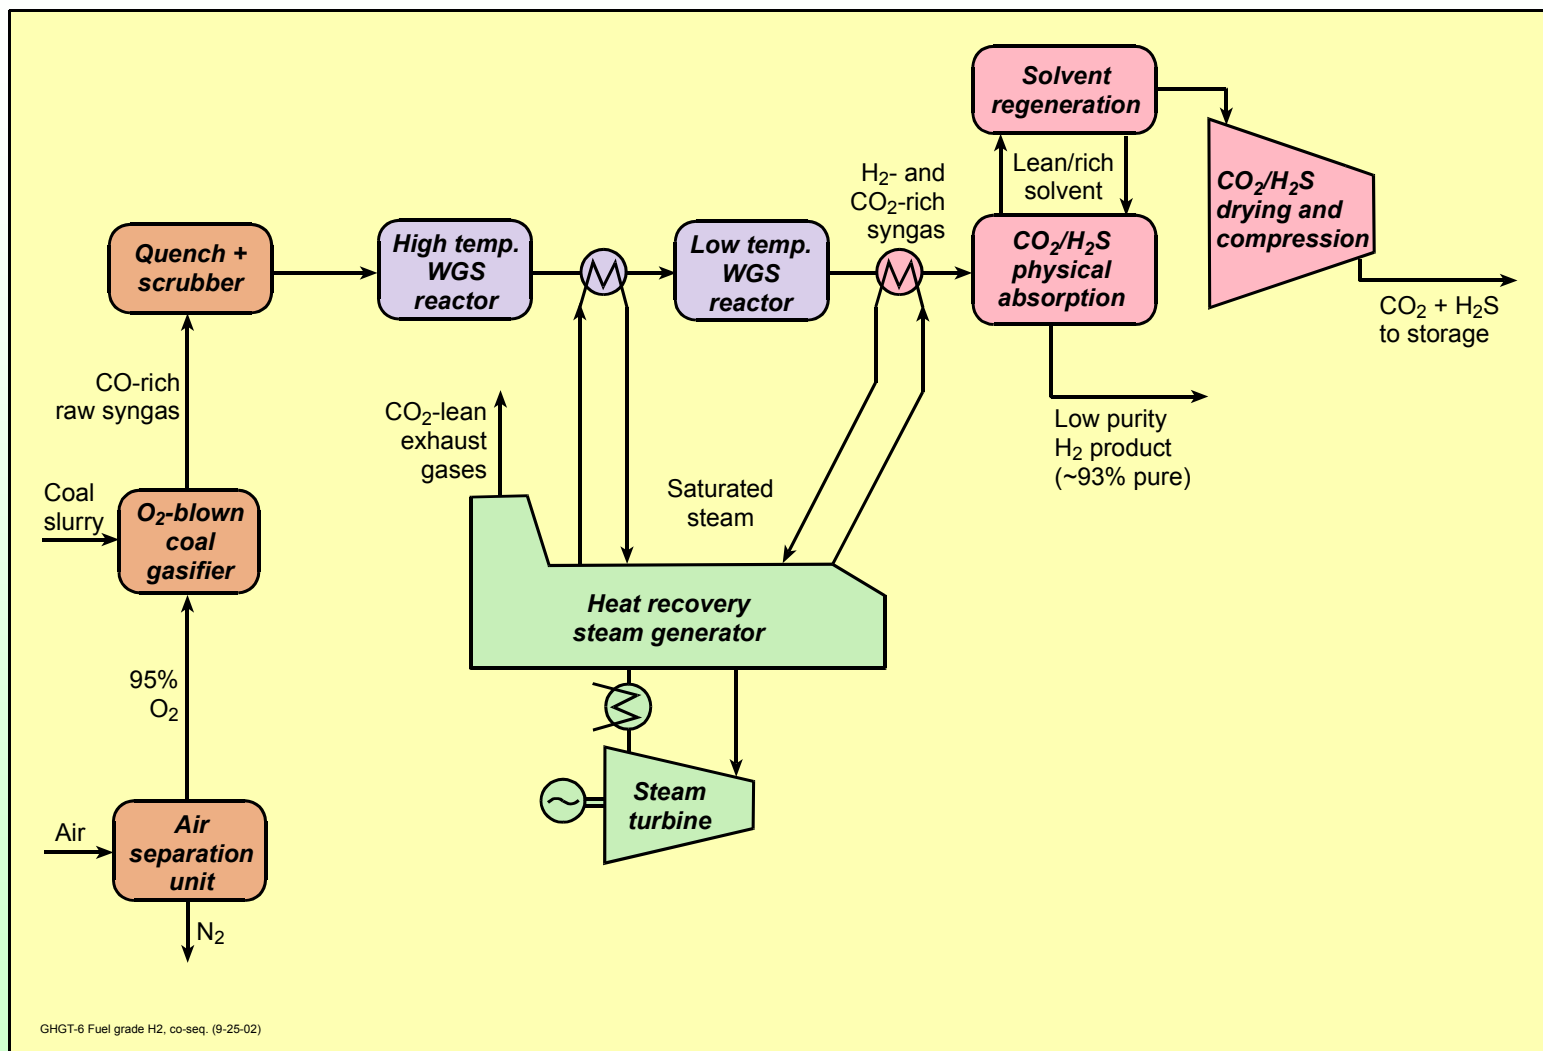 Solvent
regeneration
Lean/rich
solvent
CO₂/H₂S
drying and
compression
H₂- and
CO₂-rich
syngas
Quench +
scrubber
High temp.
WGS
reactor
Low temp.
WGS
reactor
CO₂/H₂S
physical
absorption
CO₂ + H₂S
to storage
CO-rich
raw syngas
CO₂-lean
exhaust
gases
Low purity
H₂ product
(~93% pure)
Coal
slurry
O₂-blown
coal
gasifier
Saturated
steam
Heat recovery
steam generator
95%
O₂
Steam
turbine
Air
Air
separation
unit
N₂
GHGT-6 Fuel grade H2, co-seq. (9-25-02)